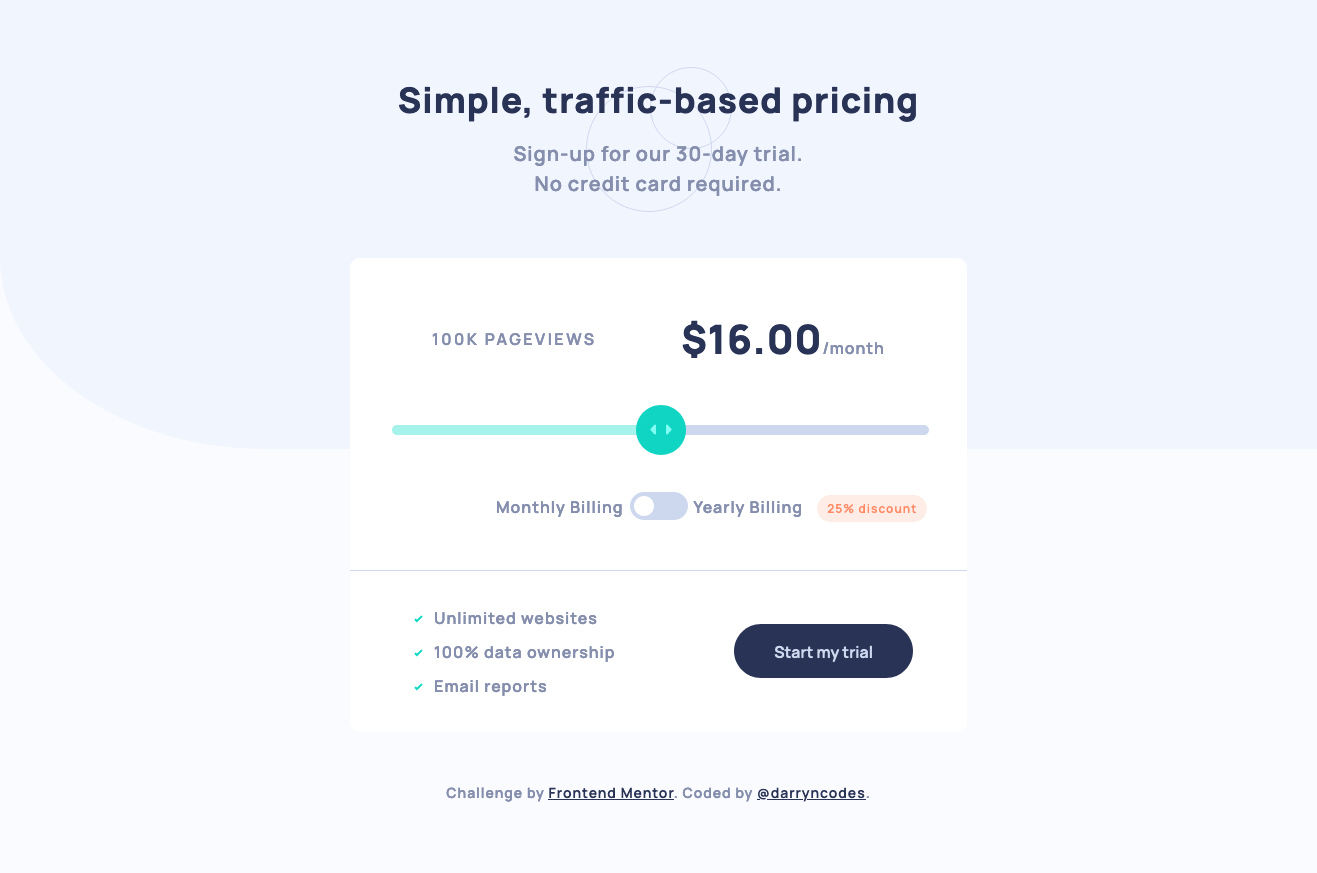 Simple, traffic-based pricing
Sign-up for our 30-day trial.
No credit card required.
100K PAGEVIEWS
$16.00/month
Monthly Billing
Yearly Billing
25% discount
Unlimited websites
100% data ownership
Email reports
Start my trial
Challenge by Frontend Mentor. Coded by @darryncodes.